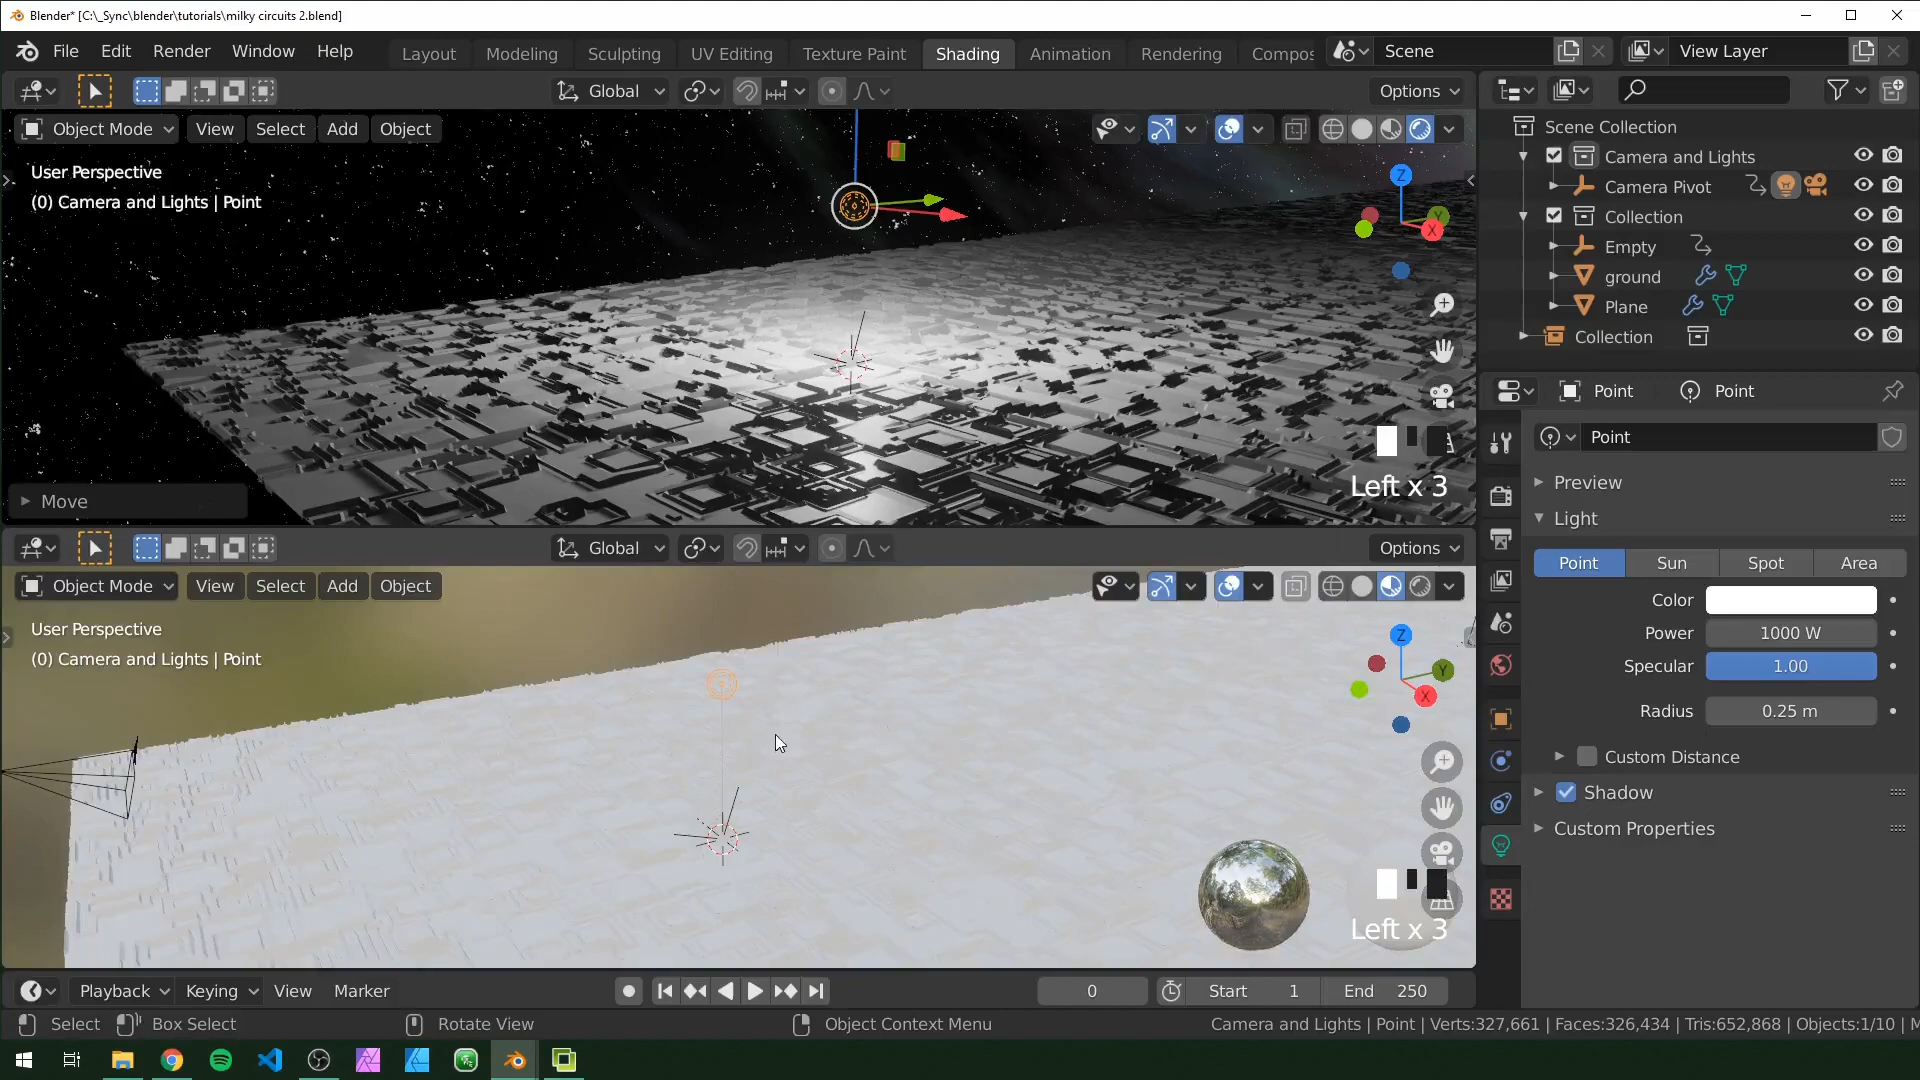 Blender* [C:\_Sync\blender\tutorials\milky circuits 2.blend]
File Edit Render Window Help
Layout Modeling Sculpting UV Editing Texture Paint Shading Animation Rendering Compos
Scene
View Layer
Global
Options
Object Mode View Select Add Object
User Perspective
(0) Camera and Lights | Point
Z
Y
X
Left x 3
Move
Scene Collection
Camera and Lights
Camera Pivot
Collection
Empty
ground
Plane
Collection
Point Point
Point
Preview
Light
Point Sun Spot Area
Color
Power 1000 W
Specular 1.00
Radius 0.25 m
Custom Distance
Shadow
Custom Properties
Global
Options
Object Mode View Select Add Object
User Perspective
(0) Camera and Lights | Point
Z
Y
X
Left x 3
Playback Keying View Marker
0
Start 1
End 250
Select Box Select Rotate View Object Context Menu
Camera and Lights | Point | Verts:327,661 | Faces:326,434 | Tris:652,868 | Objects:1/10 | M